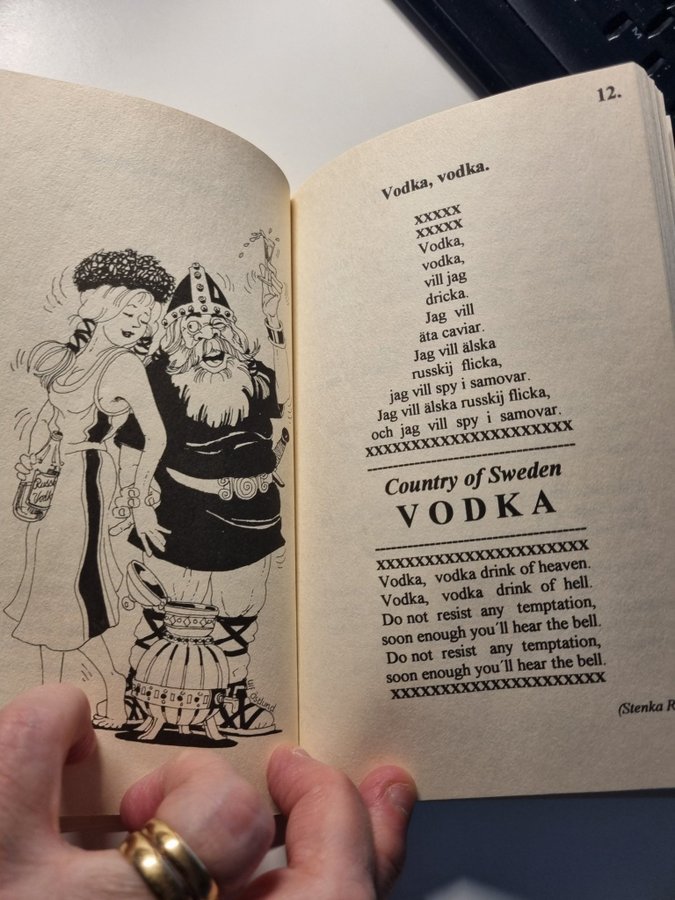 12.
Vodka, vodka.
xxxxx
xxxxx
Vodka,
vodka,
vill jag
dricka.
Jag vill
äta caviar.
Jag vill älska
russkij flicka,
jag vill spy i samovar.
Jag vill älska russkij flicka,
och jag vill spy i samovar.
xxxxxxxxxxxxxxxxxxxxxx
Country of Sweden
VODKA
xxxxxxxxxxxxxxxxxxxxxx
Vodka, vodka drink of heaven.
Vodka, vodka drink of hell.
Do not resist any temptation,
soon enough you´ll hear the bell.
Do not resist any temptation,
soon enough you´ll hear the bell.
xxxxxxxxxxxxxxxxxxxxxx
(Stenka R
Vodka
Östlund